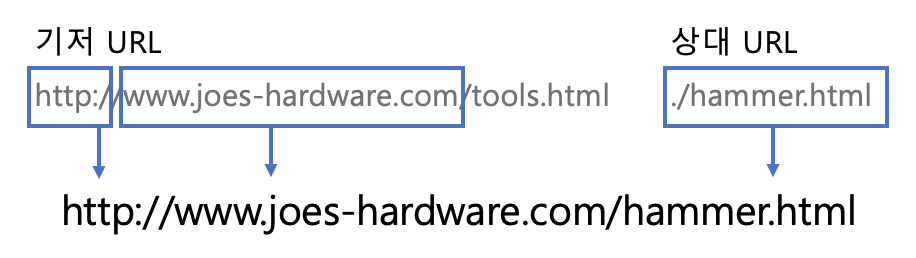 기저 URL
상대 URL
http://www.joes-hardware.com/tools.html
./hammer.html
http://www.joes-hardware.com/hammer.html